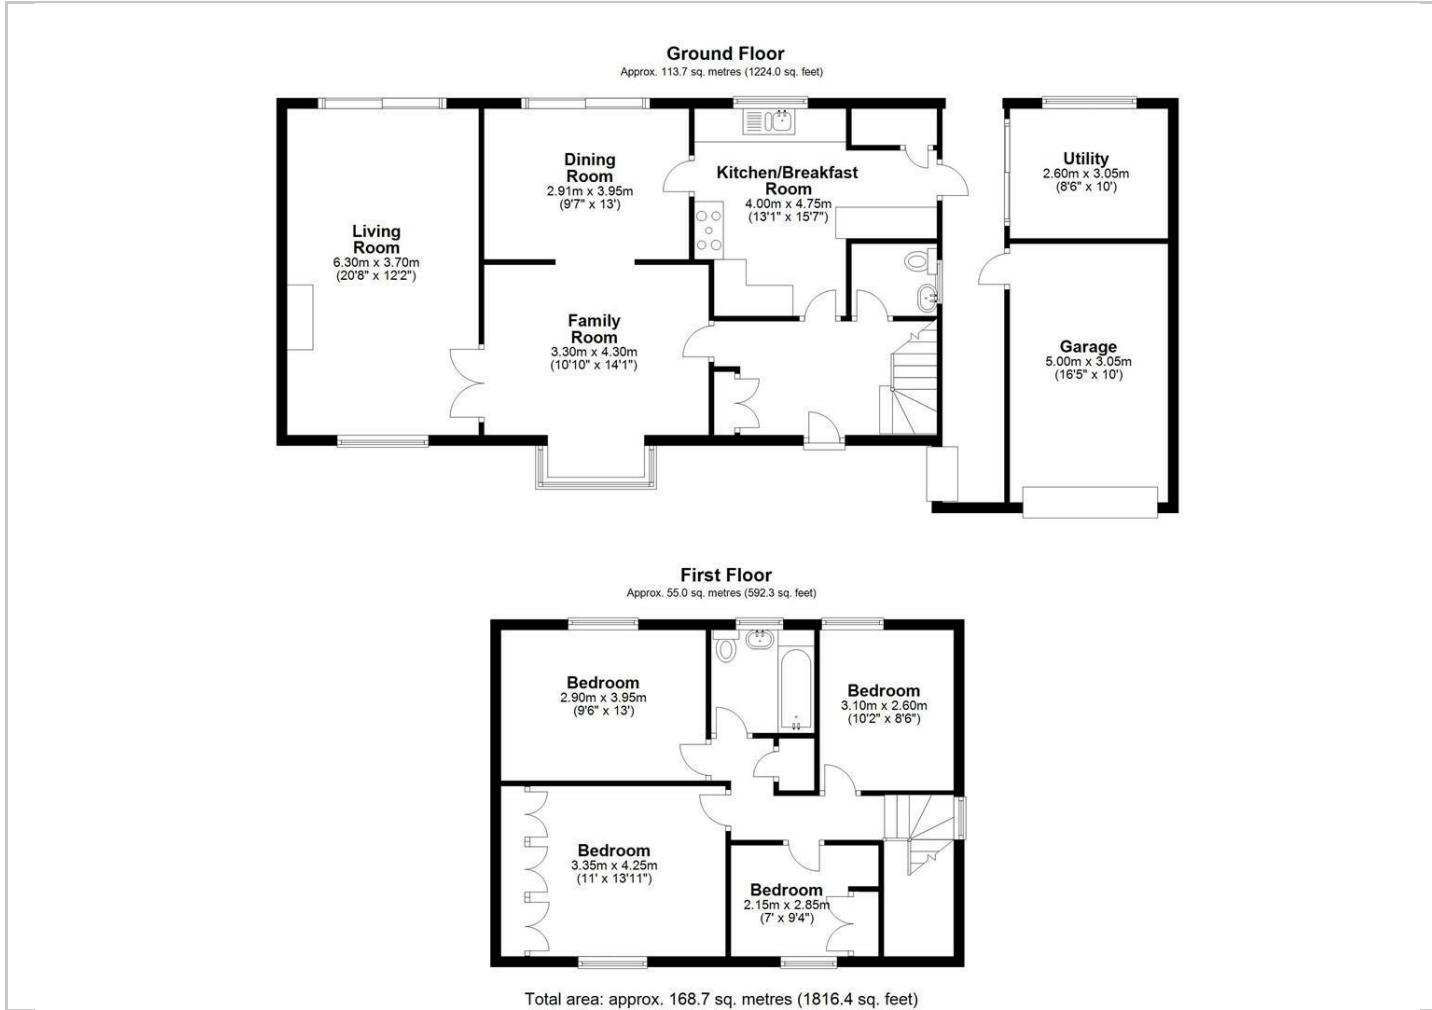 Ground Floor
Approx. 113.7 sq. metres (1224.0 sq. feet)
Living
Room
6.30m x 3.70m
(20'8" x 12'2")
Dining
Room
2.91m x 3.95m
(9'7" x 13')
Kitchen/Breakfast
Room
4.00m x 4.75m
(13'1" x 15'7")
Utility
2.60m x 3.05m
(8'6" x 10')
Family
Room
3.30m x 4.30m
(10'10" x 14'1")
Garage
5.00m x 3.05m
(16'5" x 10')
First Floor
Approx. 55.0 sq. metres (592.3 sq. feet)
Bedroom
2.90m x 3.95m
(9'6" x 13')
Bedroom
3.10m x 2.60m
(10'2" x 8'6")
Bedroom
3.35m x 4.25m
(11' x 13'11")
Bedroom
2.15m x 2.85m
(7' x 9'4")
Total area: approx. 168.7 sq. metres (1816.4 sq. feet)